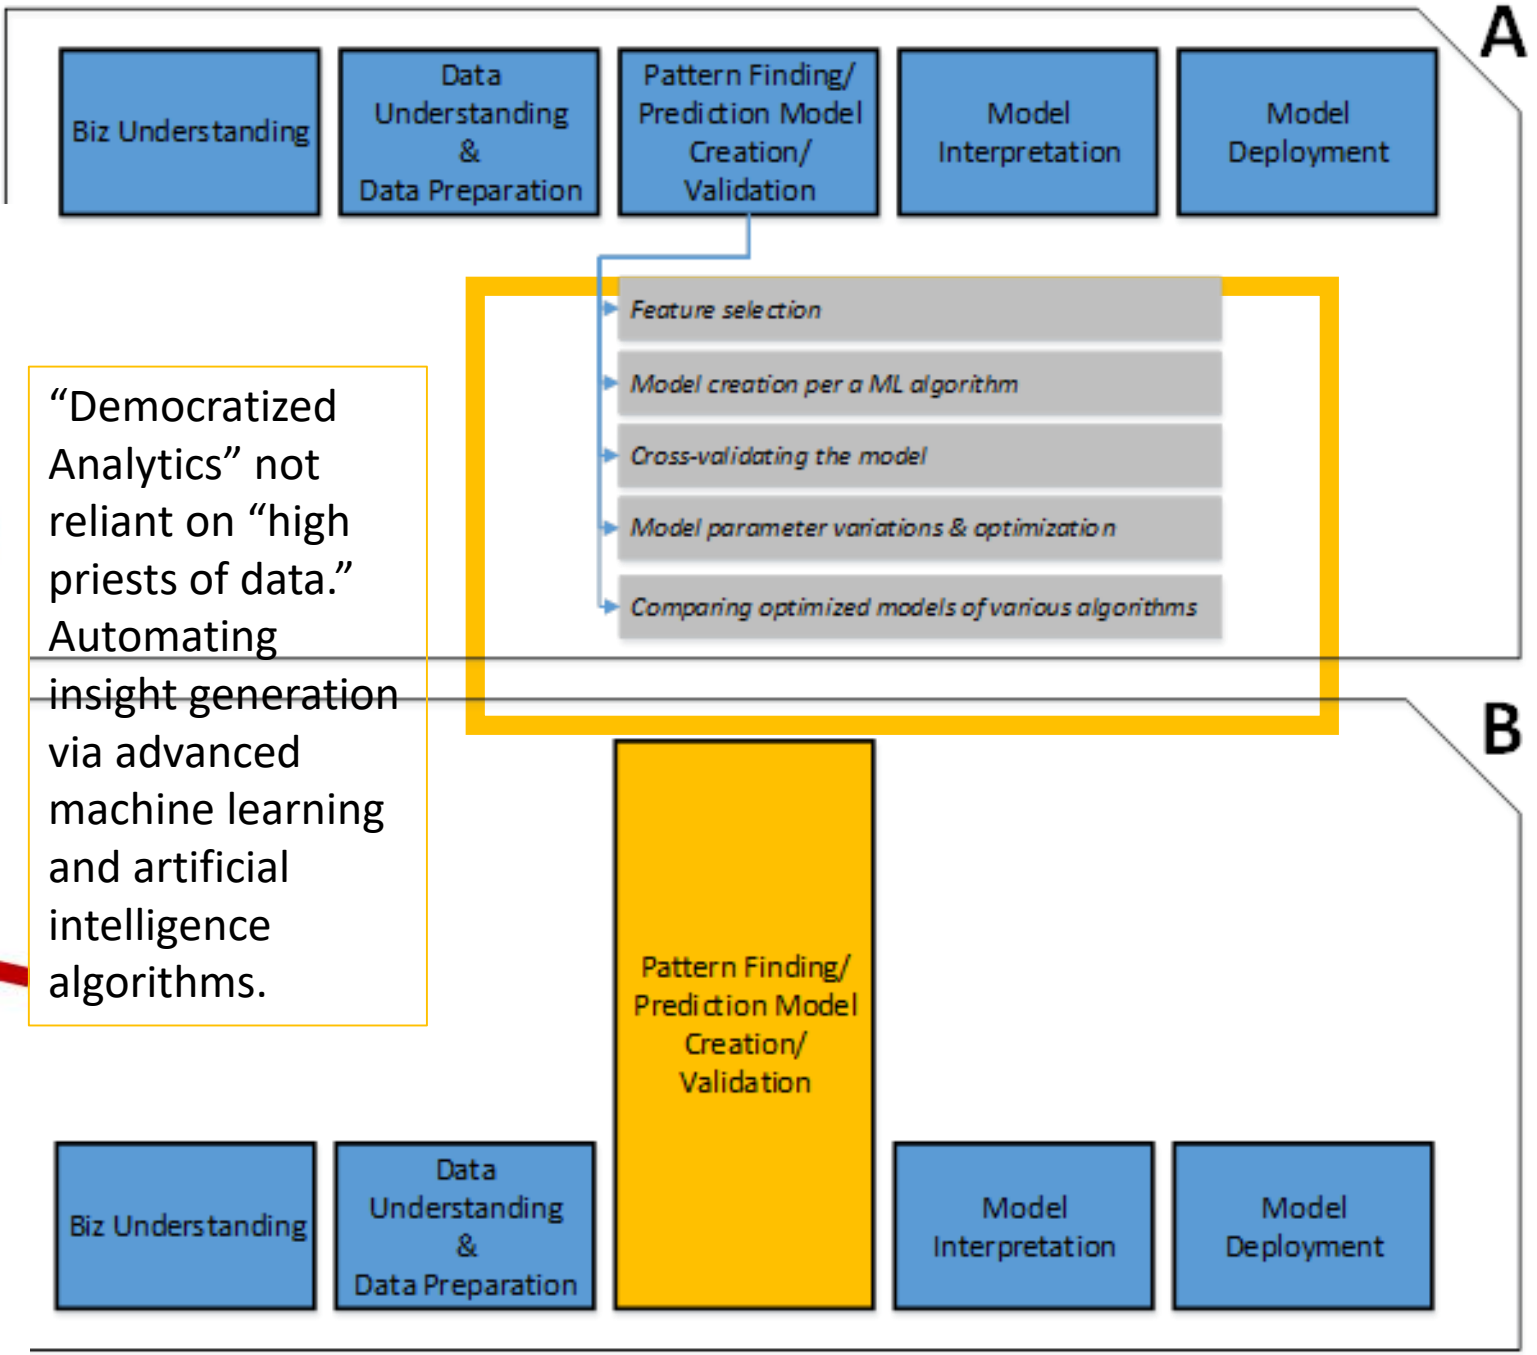 A
Biz Understanding
Data
Understanding
&
Data Preparation
Pattern Finding/
Prediction Model
Creation/
Validation
Model
Interpretation
Model
Deployment
Feature selection
Model creation per a ML algorithm
Cross-validating the model
Model parameter variations & optimization
Comparing optimized models of various algorithms
“Democratized
Analytics” not
reliant on “high
priests of data.”
Automating
insight generation
via advanced
machine learning
and artificial
intelligence
algorithms.
B
Biz Understanding
Data
Understanding
&
Data Preparation
Pattern Finding/
Prediction Model
Creation/
Validation
Model
Interpretation
Model
Deployment